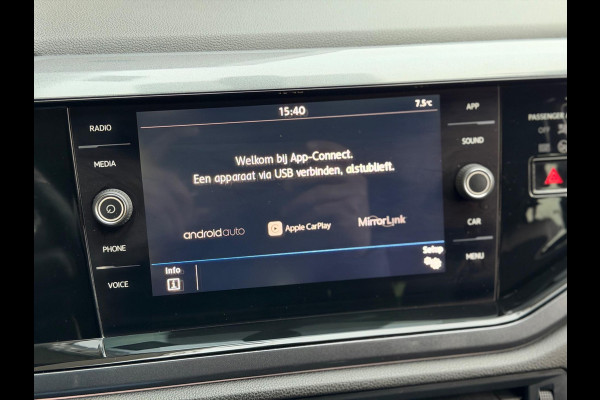 15:40
7.5°C
RADIO
MEDIA
PHONE
VOICE
Welkom bij App-Connect.
Een apparaat via USB verbinden, alstublieft.
androidauto
Apple CarPlay
MirrorLink
Info
Setup
APP
SOUND
CAR
MENU
PASSENGER
OFF